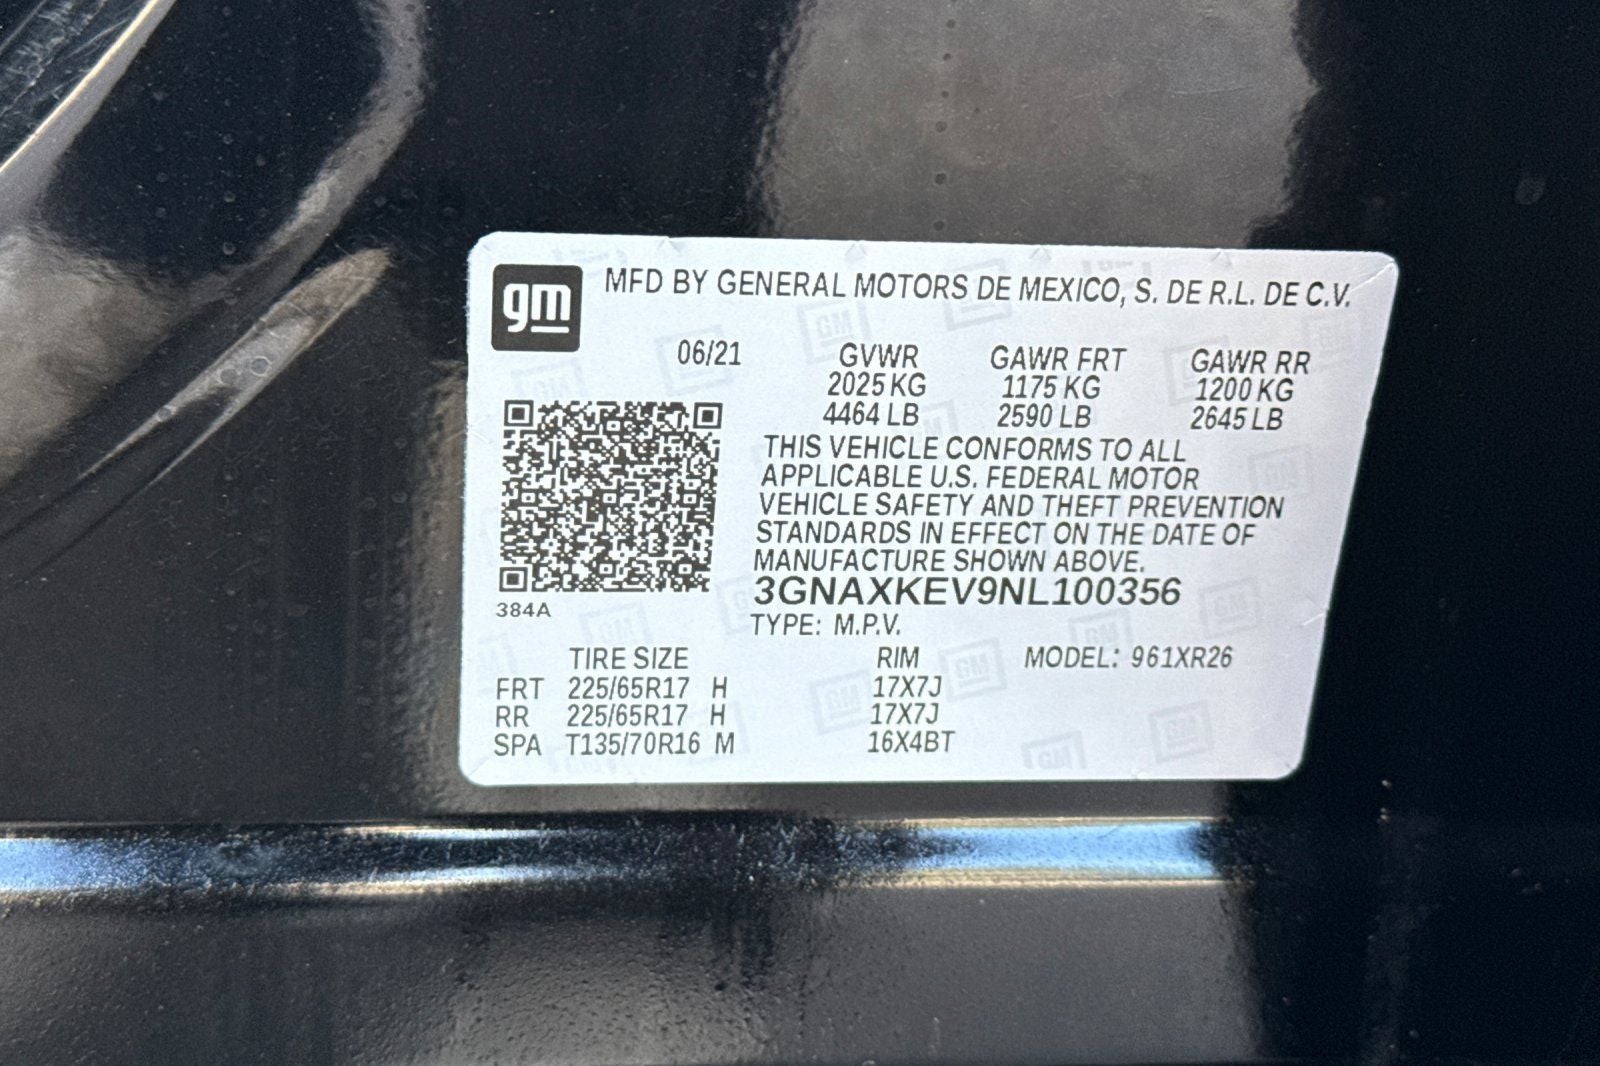 gm MFD BY GENERAL MOTORS DE MEXICO, S. DE R.L. DE C.V.
06/21 GVWR GAWR FRT GAWR RR
2025 KG 1175 KG 1200 KG
4464 LB 2590 LB 2645 LB
THIS VEHICLE CONFORMS TO ALL
APPLICABLE U.S. FEDERAL MOTOR
VEHICLE SAFETY AND THEFT PREVENTION
STANDARDS IN EFFECT ON THE DATE OF
MANUFACTURE SHOWN ABOVE.
3GNAXKEV9NL100356
384A
TYPE: M.P.V.
TIRE SIZE RIM MODEL: 961XR26
FRT 225/65R17 H 17X7J
RR 225/65R17 H 17X7J
SPA T135/70R16 M 16X4BT